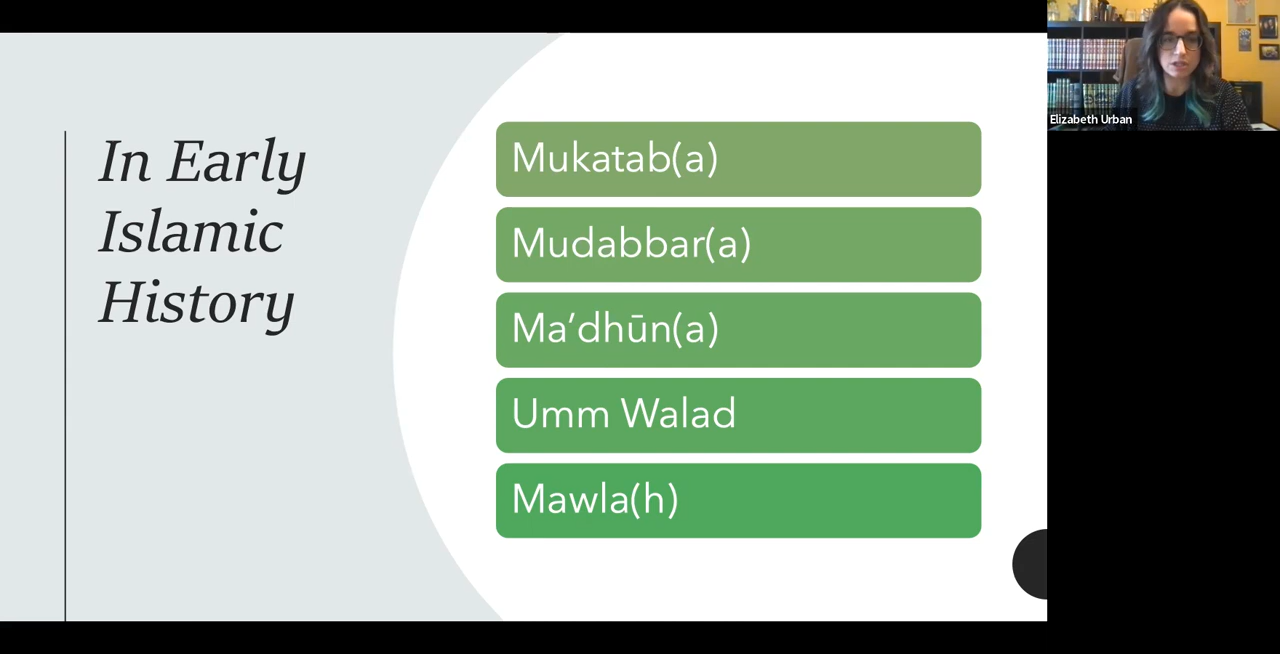 In Early
Islamic
History
Mukatab(a)
Mudabbar(a)
Ma’dhūn(a)
Umm Walad
Mawla(h)
Elizabeth Urban